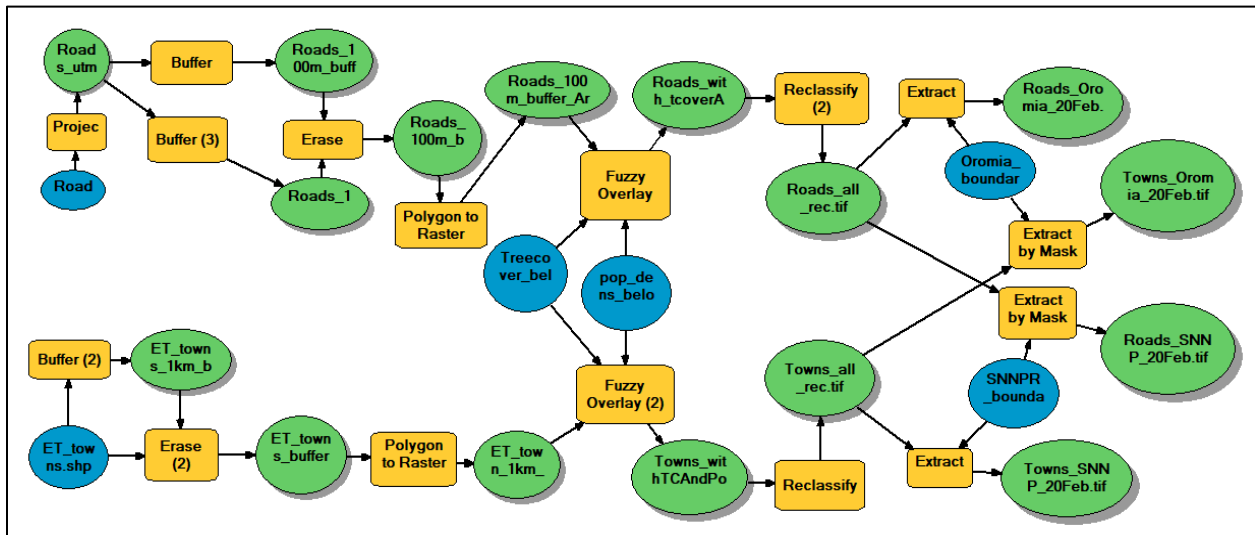 Road
s_utm
Buffer
Roads_1
00m_buff
Projec
Buffer (3)
Erase
Roads_
100m_b
Road
Roads_1
Polygon to
Raster
Roads_100
m_buffer_Ar
Roads_wit
h_tcoverA
Reclassify
(2)
Extract
Roads_Oro
mia_20Feb.
Fuzzy
Overlay
Oromia_
boundar
Towns_Orom
ia_20Feb.tif
Roads_all
_rec.tif
Extract
by Mask
Treeco
ver_bel
pop_de
ns_belo
Extract
by Mask
Roads_SNN
P_20Feb.tif
Buffer (2)
ET_town
s_1km_b
Fuzzy
Overlay (2)
Towns_all
_rec.tif
SNNPR
_bounda
ET_tow
ns.shp
Erase
(2)
ET_town
s_buffer
Polygon
to Raster
ET_tow
n_1km_
Towns_wit
hTCAndPo
Reclassify
Extract
Towns_SNN
P_20Feb.tif